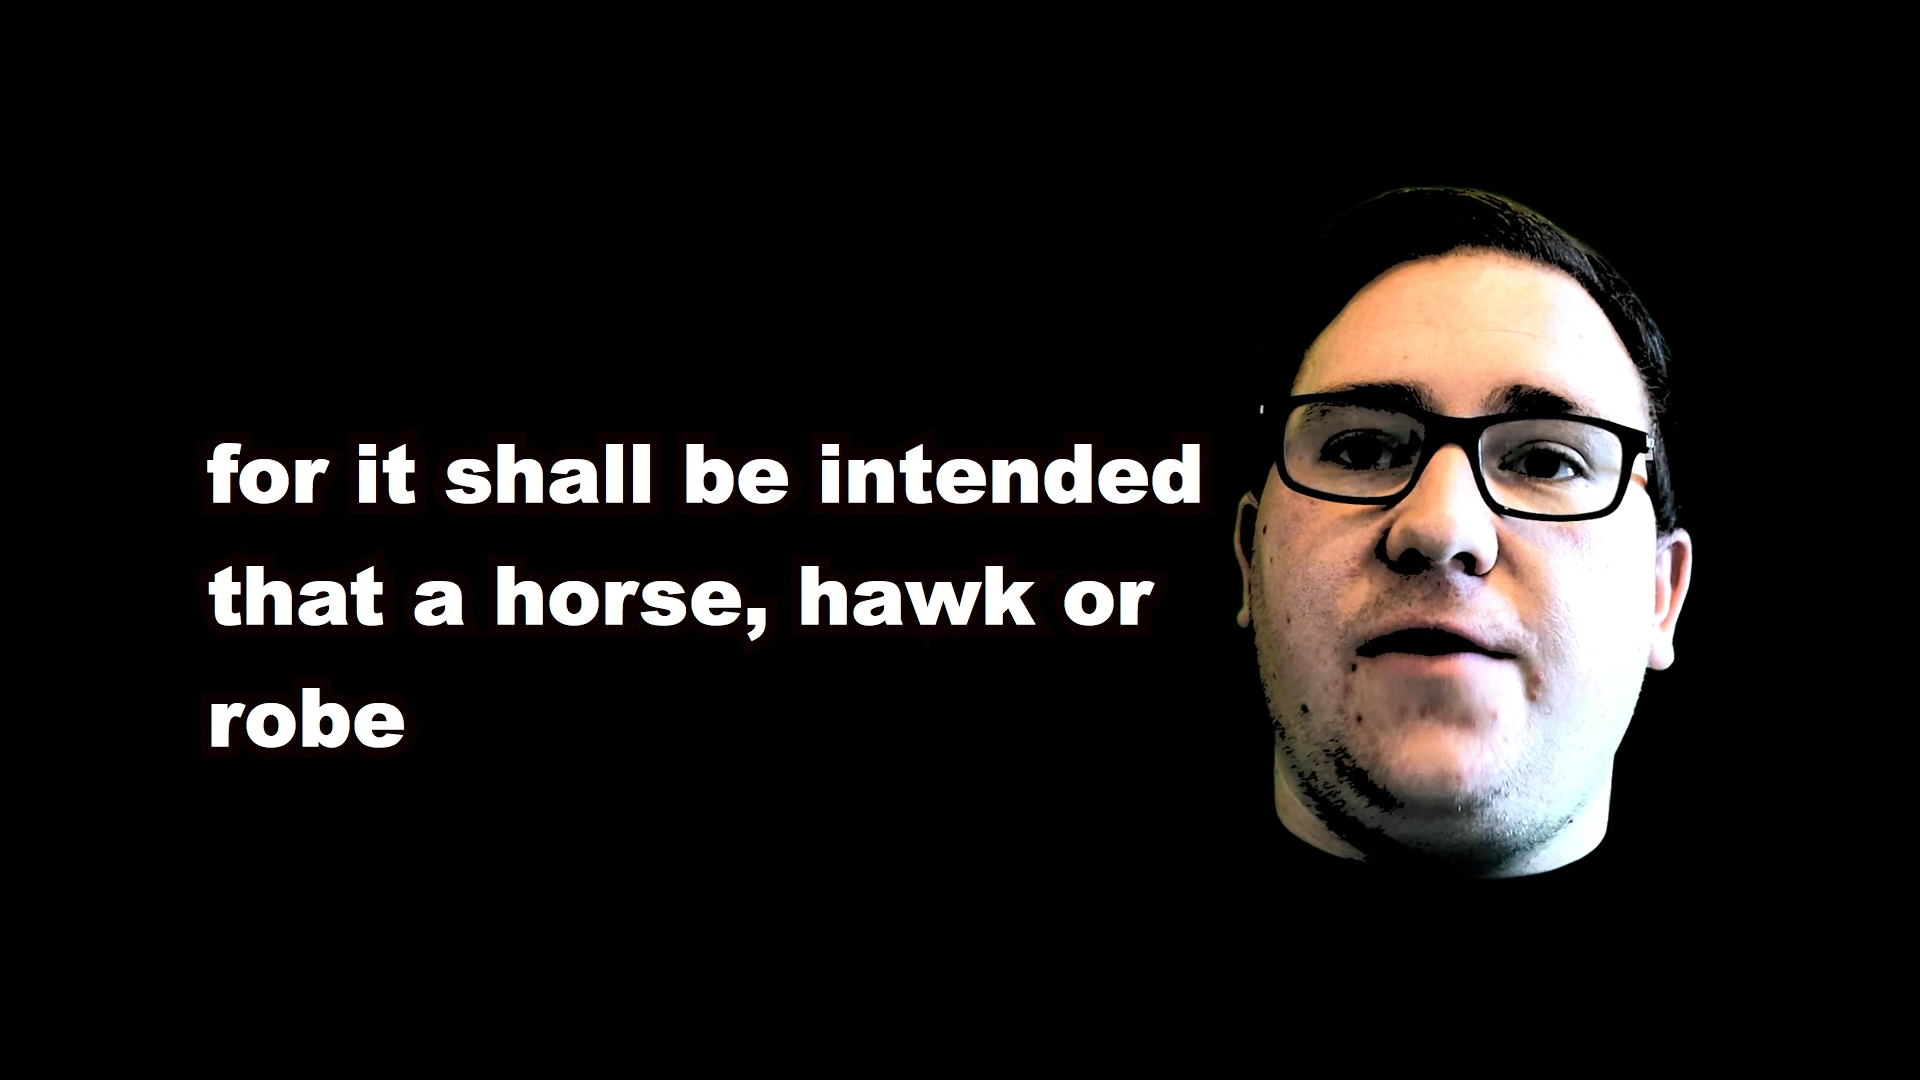 for it shall be intended
that a horse, hawk or
robe